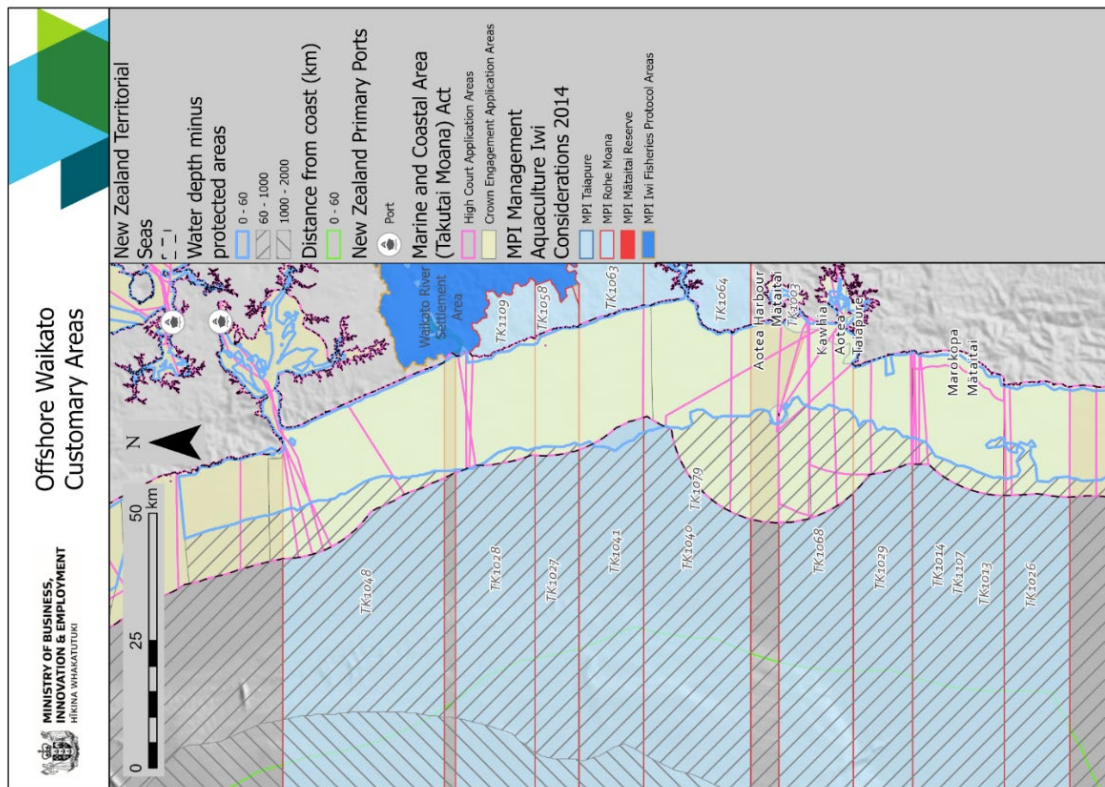 MINISTRY OF BUSINESS,
INNOVATION & EMPLOYMENT
HĪKINA WHAKATUTUKI
Offshore Waikato
Customary Areas
0
25
50
km
N
TK1048
TK1028
TK1027
TK1041
TK1040
TK1079
TK1068
TK1029
TK1014
TK1107
TK1013
TK1026
Waikato River
Settlement
Area
TK1109
TK1058
TK1063
TK1064
Aotea Harbour
Mātaitai
TK1003
Kawhia
Aotea
Taiapure
Marokopa
Mātaitai
New Zealand Territorial
Seas
Water depth minus
protected areas
0 - 60
60 - 1000
1000 - 2000
Distance from coast (km)
0 - 60
New Zealand Primary Ports
Port
Marine and Coastal Area
(Takutai Moana) Act
High Court Application Areas
Crown Engagement Application Areas
MPI Management
Aquaculture Iwi
Considerations 2014
MPI Taiapure
MPI Rohe Moana
MPI Mātaitai Reserve
MPI Iwi Fisheries Protocol Areas